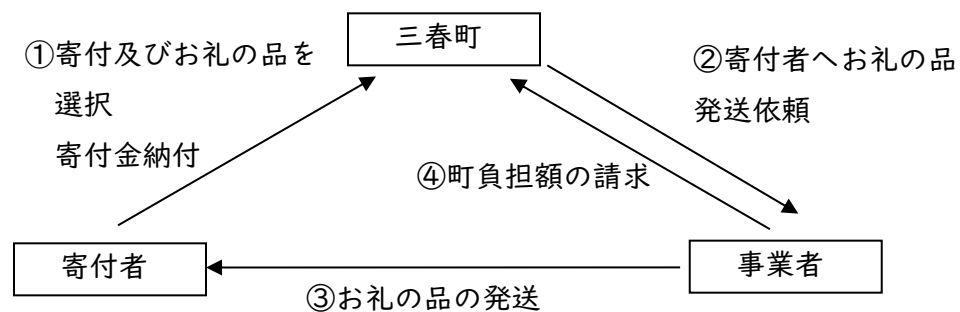 三春町
①寄付及びお礼の品を
選択
寄付金納付
②寄付者へお礼の品
発送依頼
④町負担額の請求
寄付者
事業者
③お礼の品の発送